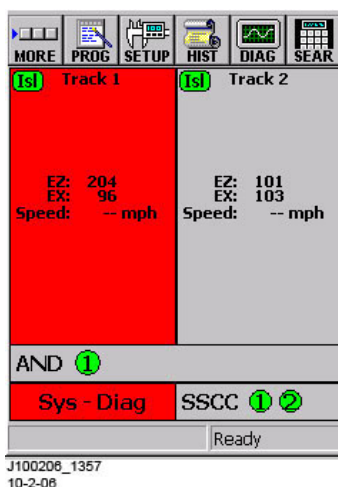 MORE PROG SETUP HIST DIAG SEAR
Isl Track 1
EZ: 204
EX: 96
Speed: -- mph
Isl Track 2
EZ: 101
EX: 103
Speed: -- mph
AND 1
Sys - Diag
SSCC 1 2
Ready
J100206_1357
10-2-06